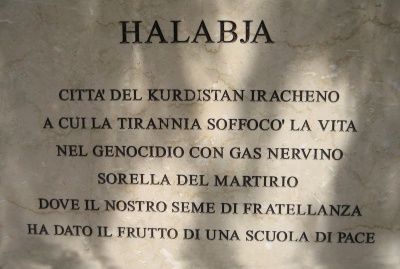 HALABJA
CITTA' DEL KURDISTAN IRACHENO
A CUI LA TIRANNIA SOFFOCO' LA VITA
NEL GENOCIDIO CON GAS NERVINO
SORELLA DEL MARTIRIO
DOVE IL NOSTRO SEME DI FRATELLANZA
HA DATO IL FRUTTO DI UNA SCUOLA DI PACE